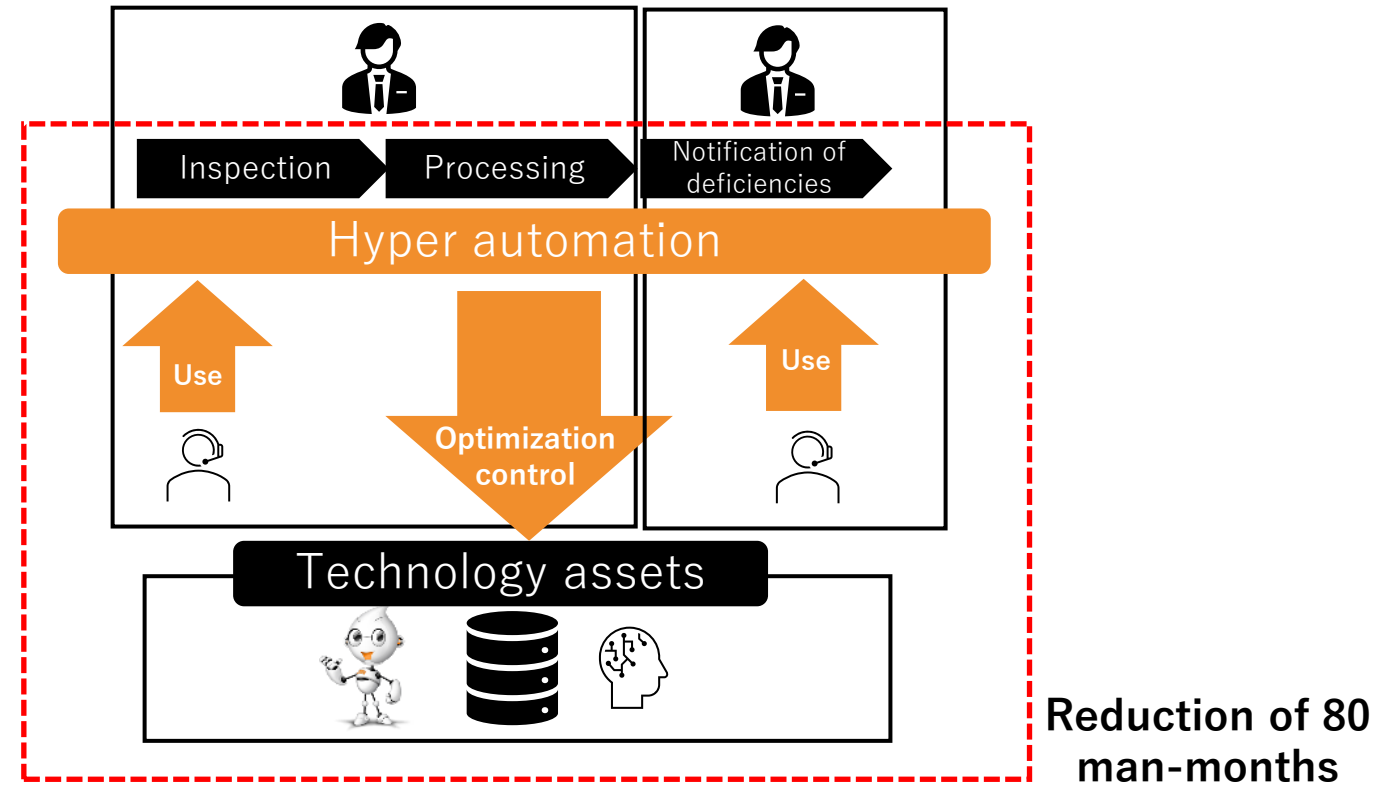 Inspection
Processing
Notification of
deficiencies
Hyper automation
Use
Use
Optimization
control
Technology assets
Reduction of 80
man-months